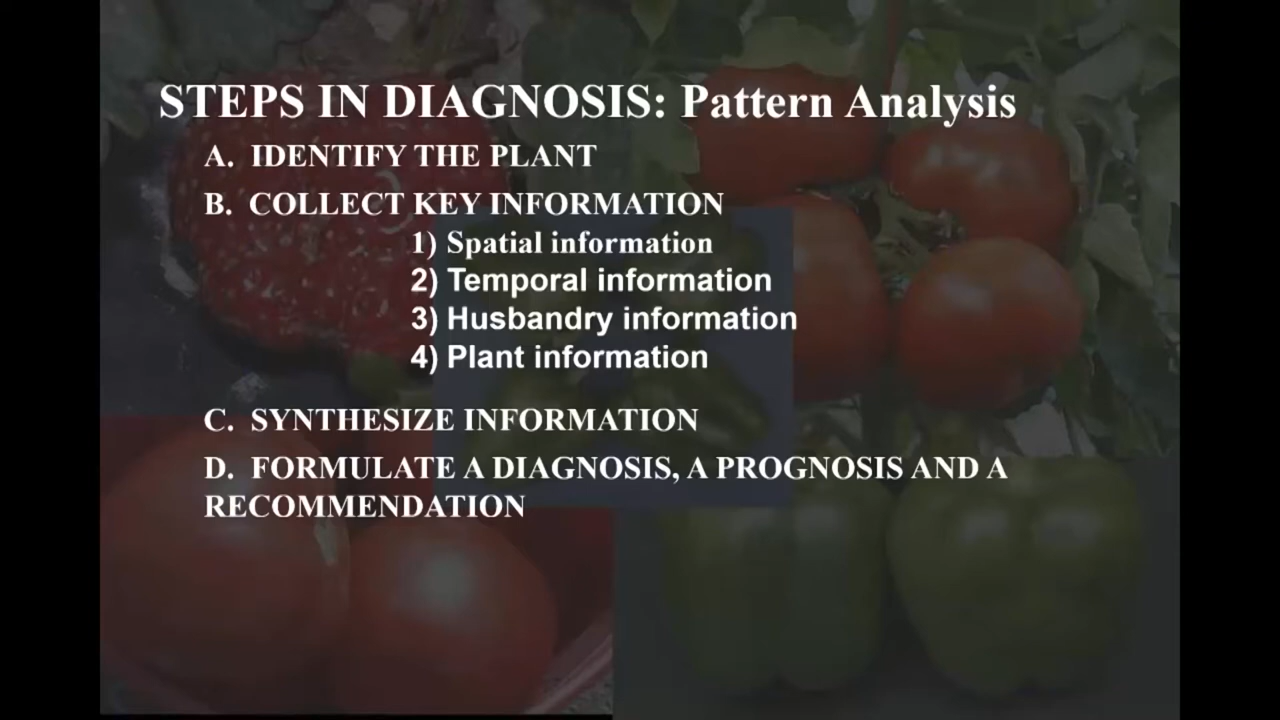 STEPS IN DIAGNOSIS: Pattern Analysis
A. IDENTIFY THE PLANT
B. COLLECT KEY INFORMATION
1) Spatial information
2) Temporal information
3) Husbandry information
4) Plant information
C. SYNTHESIZE INFORMATION
D. FORMULATE A DIAGNOSIS, A PROGNOSIS AND A
RECOMMENDATION